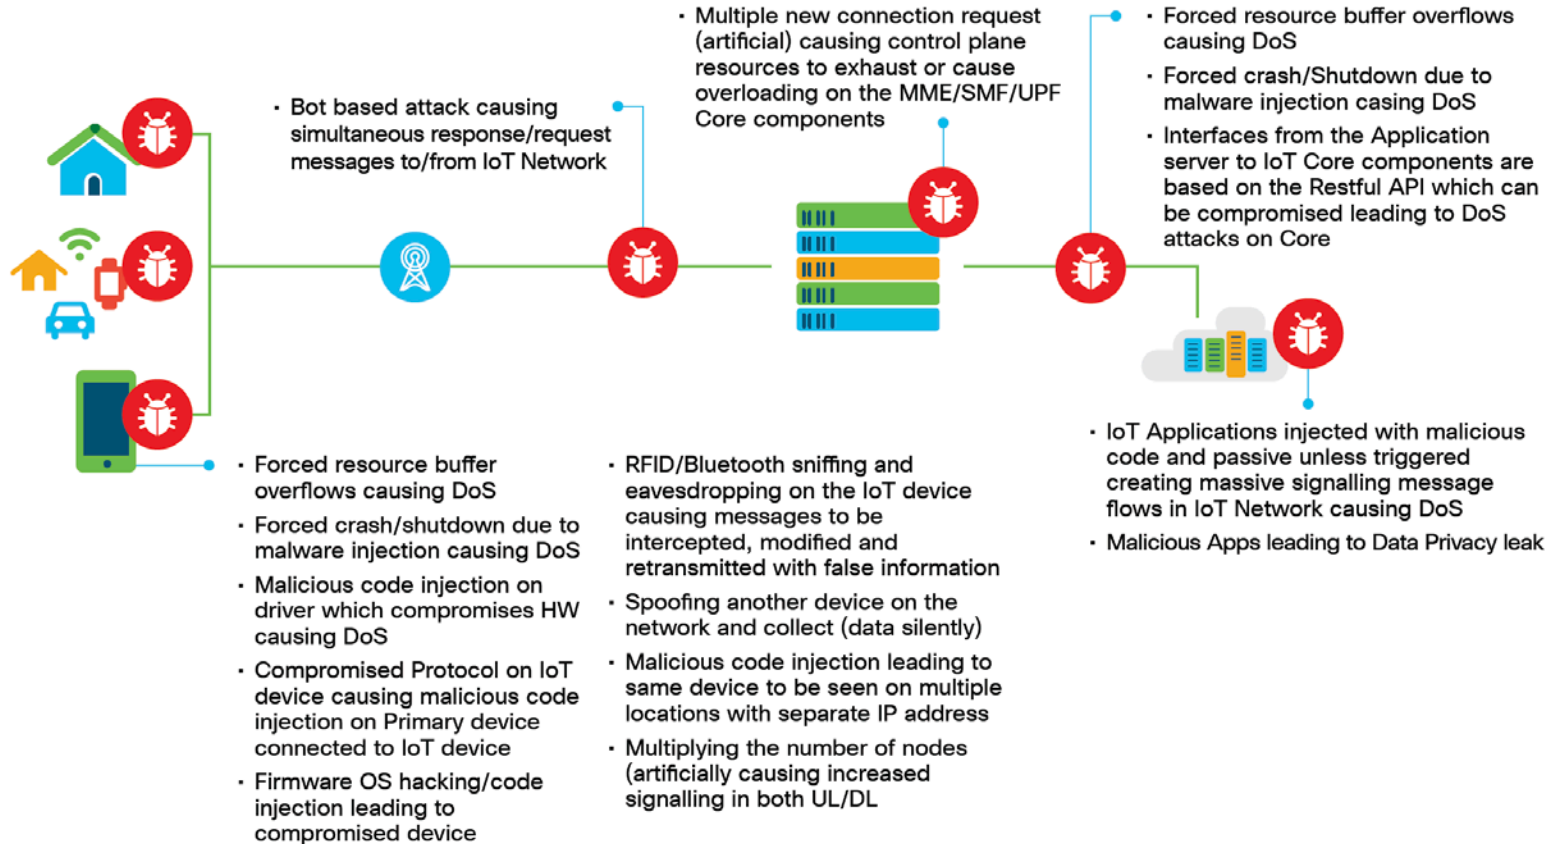 · Multiple new connection request
(artificial) causing control plane
resources to exhaust or cause
overloading on the MME/SMF/UPF
Core components
· Forced resource buffer overflows
causing DoS
· Forced crash/Shutdown due to
malware injection casing DoS
· Interfaces from the Application
server to IoT Core components are
based on the Restful API which can
be compromised leading to DoS
attacks on Core
· Bot based attack causing
simultaneous response/request
messages to/from IoT Network
· Forced resource buffer
overflows causing DoS
· Forced crash/shutdown due to
malware injection causing DoS
· Malicious code injection on
driver which compromises HW
causing DoS
· Compromised Protocol on IoT
device causing malicious code
injection on Primary device
connected to IoT device
· Firmware OS hacking/code
injection leading to
compromised device
· RFID/Bluetooth sniffing and
eavesdropping on the IoT device
causing messages to be
intercepted, modified and
retransmitted with false information
· Spoofing another device on the
network and collect (data silently)
· Malicious code injection leading to
same device to be seen on multiple
locations with separate IP address
· Multiplying the number of nodes
(artificially causing increased
signalling in both UL/DL
· IoT Applications injected with malicious
code and passive unless triggered
creating massive signalling message
flows in IoT Network causing DoS
· Malicious Apps leading to Data Privacy leak